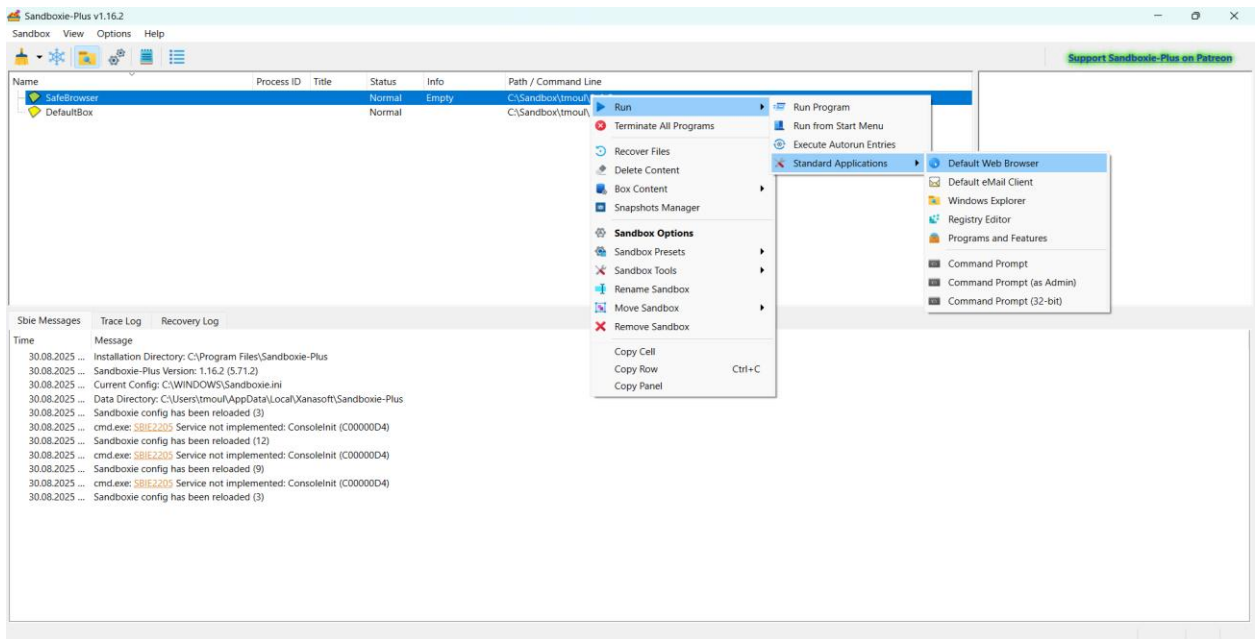 Sandboxie-Plus v1.16.2
Sandbox View Options Help
Support Sandboxie-Plus on Patreon
Name Process ID Title Status Info Path / Command Line
SafeBrowser Normal Empty C:\Sandbox\tmoul\
DefaultBox Normal C:\Sandbox\tmoul\
Run
Terminate All Programs
Recover Files
Delete Content
Box Content
Snapshots Manager
Sandbox Options
Sandbox Presets
Sandbox Tools
Rename Sandbox
Move Sandbox
Remove Sandbox
Copy Cell
Copy Row Ctrl+C
Copy Panel
Run Program
Run from Start Menu
Execute Autorun Entries
Standard Applications
Default Web Browser
Default eMail Client
Windows Explorer
Registry Editor
Programs and Features
Command Prompt
Command Prompt (as Admin)
Command Prompt (32-bit)
Sbie Messages Trace Log Recovery Log
Time Message
30.08.2025 ... Installation Directory: C:\Program Files\Sandboxie-Plus
30.08.2025 ... Sandboxie-Plus Version: 1.16.2 (5.71.2)
30.08.2025 ... Current Config: C:\WINDOWS\Sandboxie.ini
30.08.2025 ... Data Directory: C:\Users\tmoul\AppData\Local\Xanasoft\Sandboxie-Plus
30.08.2025 ... Sandboxie config has been reloaded (3)
30.08.2025 ... cmd.exe: SBIE2205 Service not implemented: ConsoleInit (C00000D4)
30.08.2025 ... Sandboxie config has been reloaded (12)
30.08.2025 ... cmd.exe: SBIE2205 Service not implemented: ConsoleInit (C00000D4)
30.08.2025 ... Sandboxie config has been reloaded (9)
30.08.2025 ... cmd.exe: SBIE2205 Service not implemented: ConsoleInit (C00000D4)
30.08.2025 ... Sandboxie config has been reloaded (3)